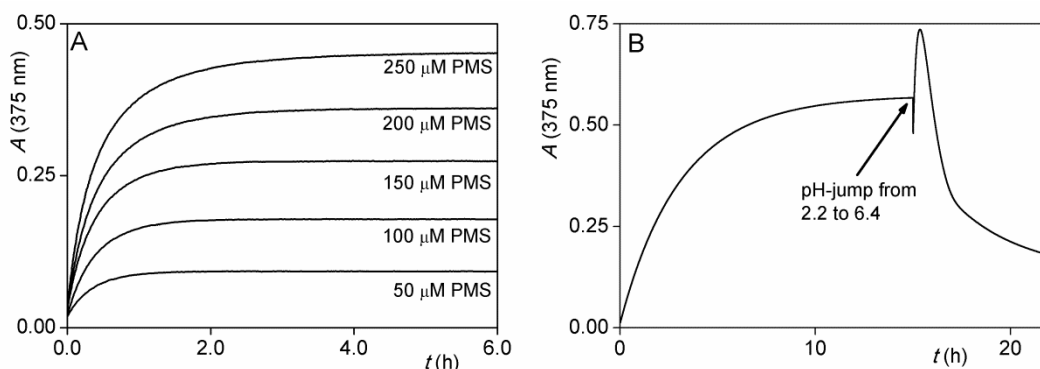 A
0.50
0.25
0.00
A (375 nm)
250 μM PMS
200 μM PMS
150 μM PMS
100 μM PMS
50 μM PMS
0.0 2.0 4.0 6.0
t (h)
B
0.75
0.50
0.25
0.00
A (375 nm)
pH-jump from
2.2 to 6.4
0 10 20
t (h)